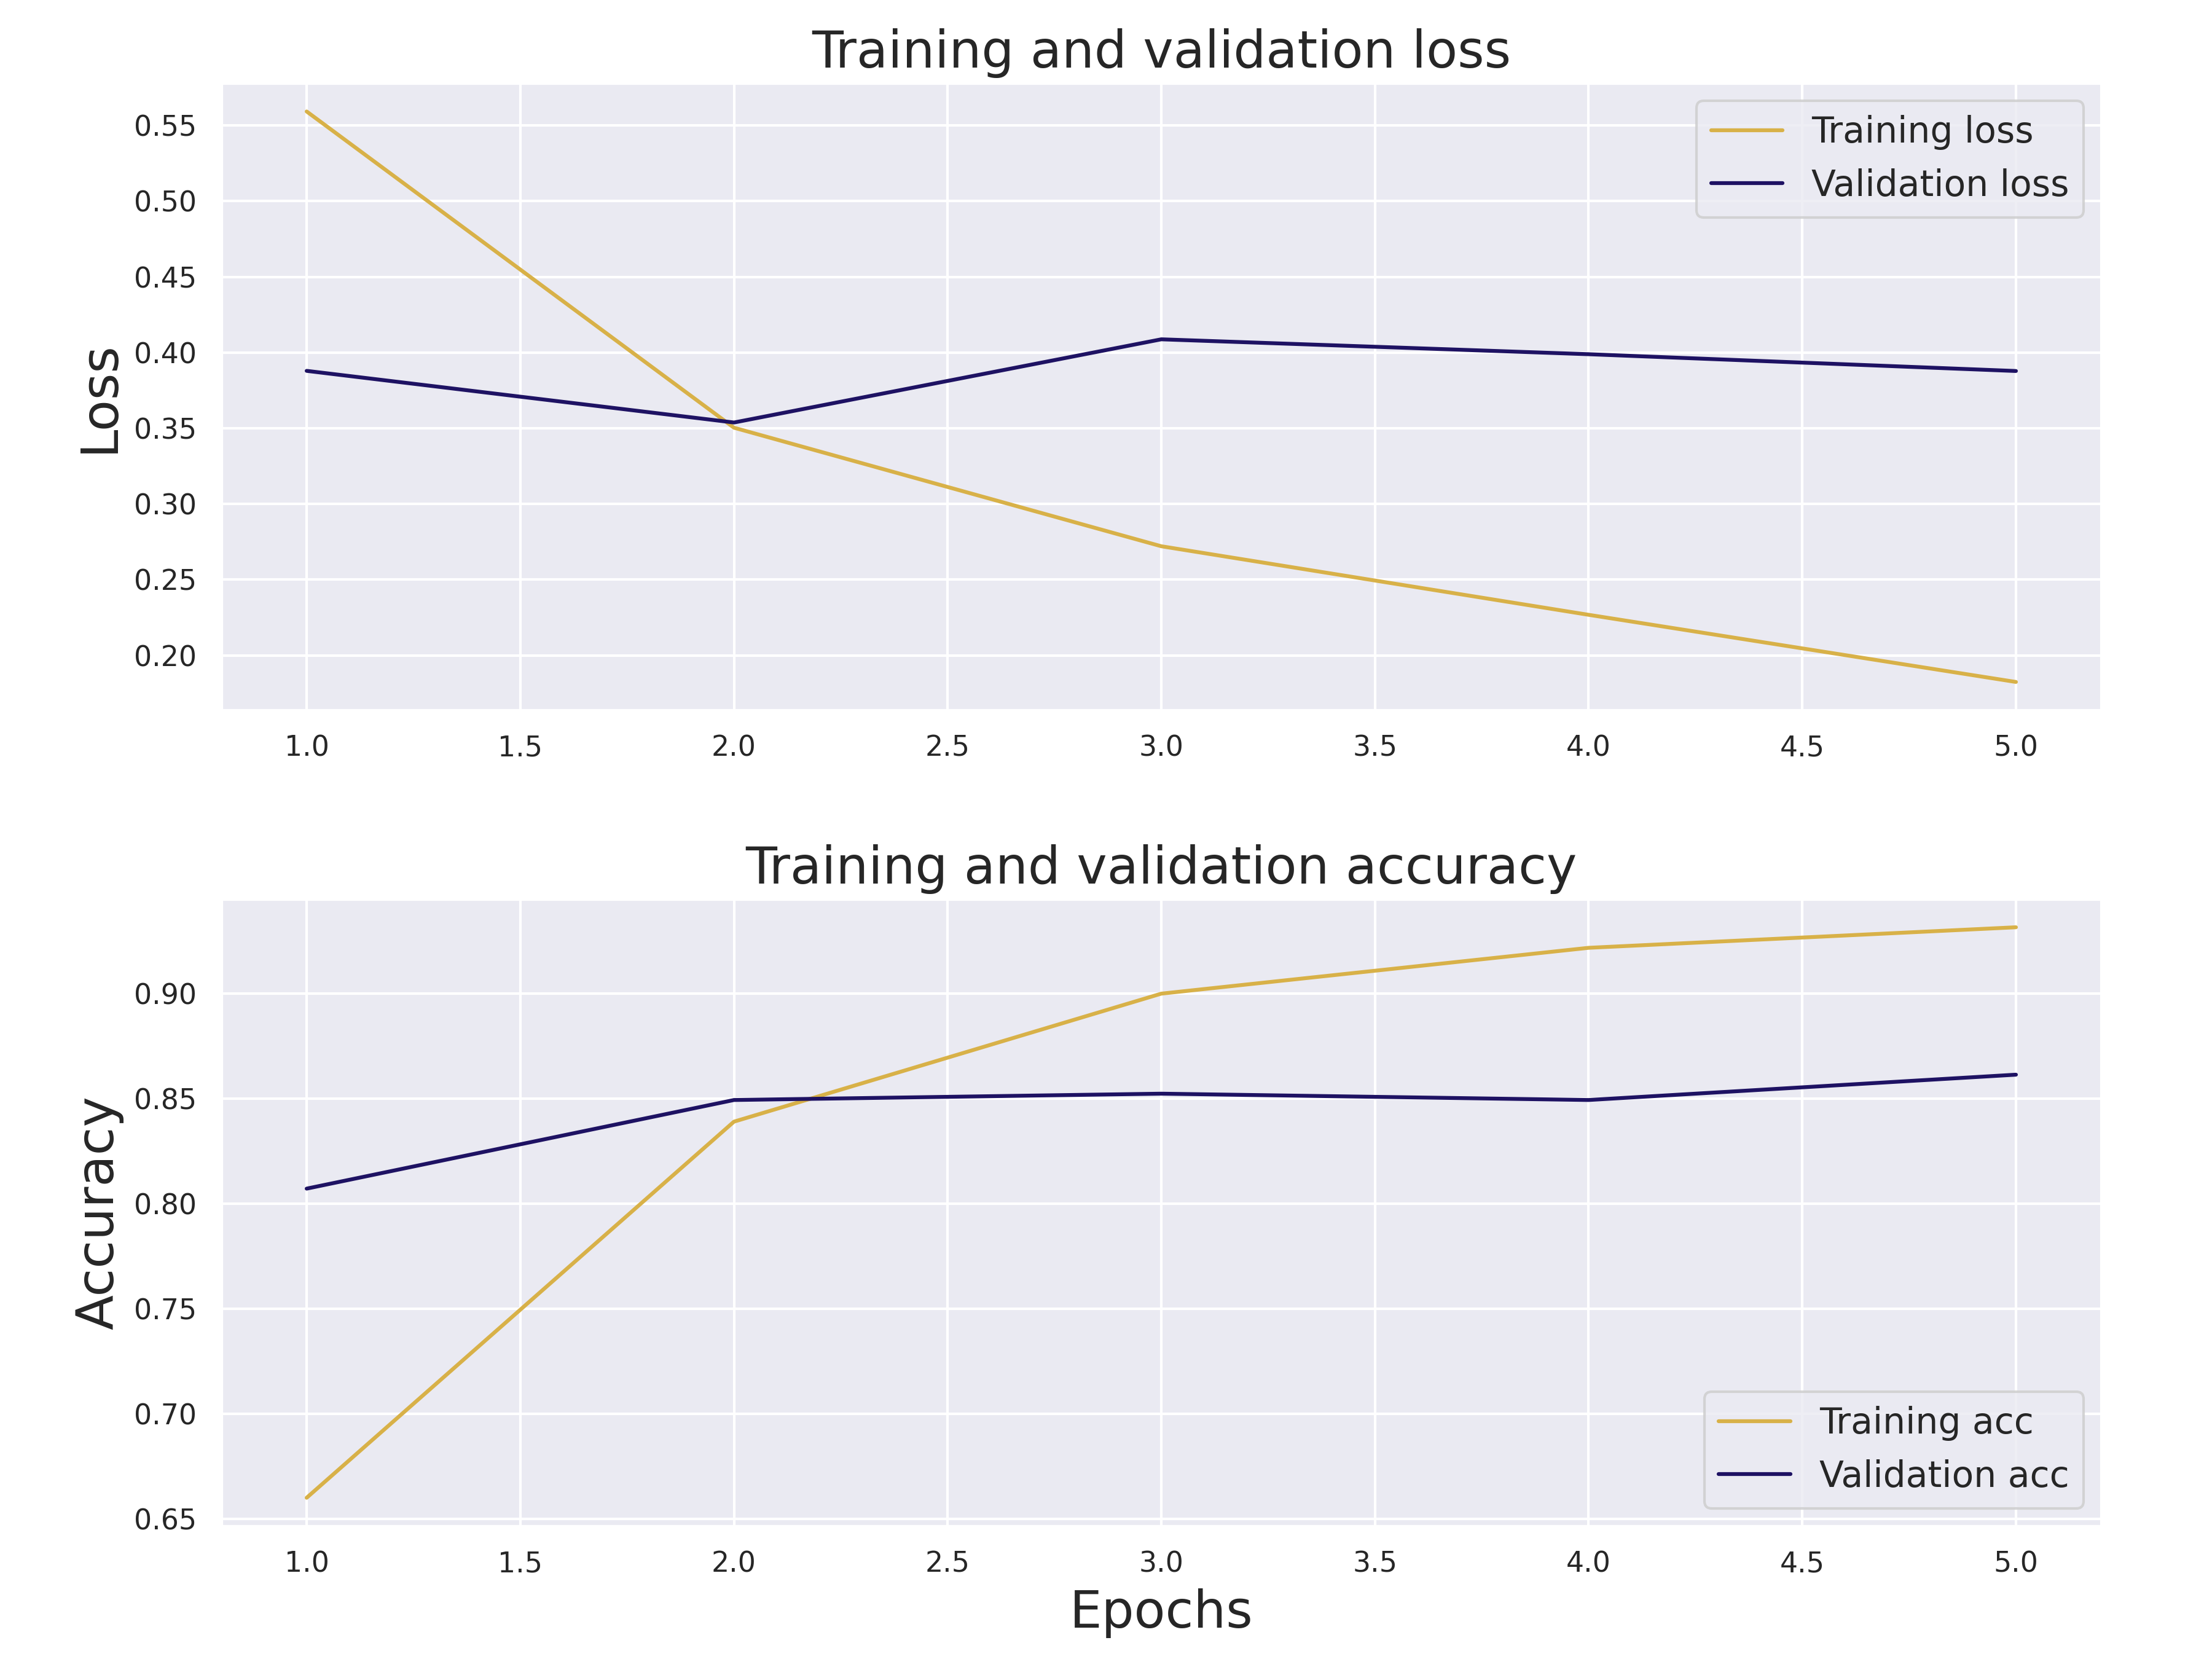 Training and validation loss
0.55
0.50
0.45
0.40
0.35
0.30
0.25
0.20
Loss
Training loss
Validation loss
1.0 1.5 2.0 2.5 3.0 3.5 4.0 4.5 5.0
Training and validation accuracy
0.90
0.85
0.80
0.75
0.70
0.65
Accuracy
Training acc
Validation acc
1.0 1.5 2.0 2.5 3.0 3.5 4.0 4.5 5.0
Epochs